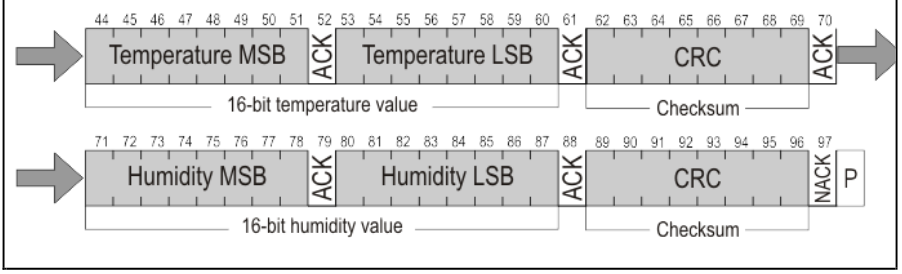 44 45 46 47 48 49 50 51 52 53 54 55 56 57 58 59 60 61 62 63 64 65 66 67 68 69 70
Temperature MSB ACK Temperature LSB ACK CRC ACK
16-bit temperature value Checksum
71 72 73 74 75 76 77 78 79 80 81 82 83 84 85 86 87 88 89 90 91 92 93 94 95 96 97
Humidity MSB ACK Humidity LSB ACK CRC NACK P
16-bit humidity value Checksum